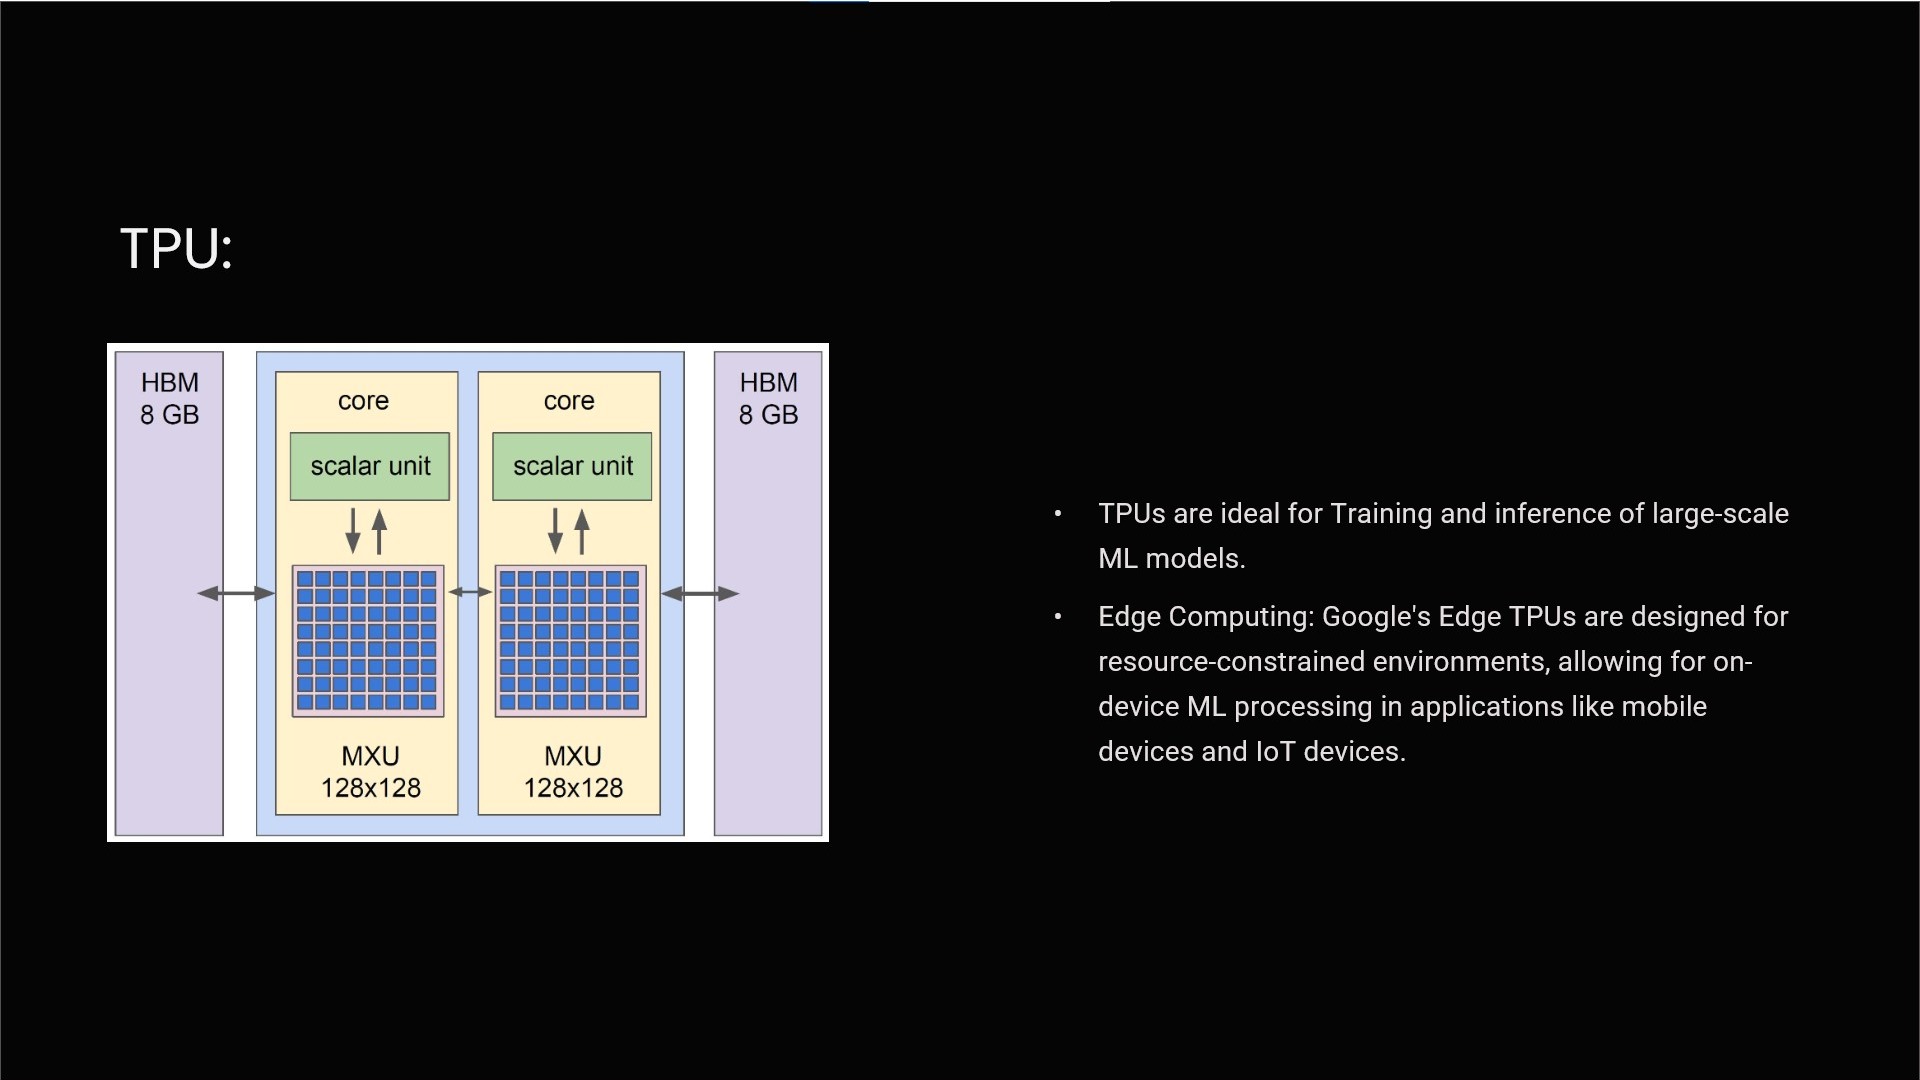 TPU:
HBM
8 GB
core
scalar unit
MXU
128x128
core
scalar unit
MXU
128x128
HBM
8 GB
• TPUs are ideal for Training and inference of large-scale
ML models.
• Edge Computing: Google's Edge TPUs are designed for
resource-constrained environments, allowing for on-
device ML processing in applications like mobile
devices and IoT devices.